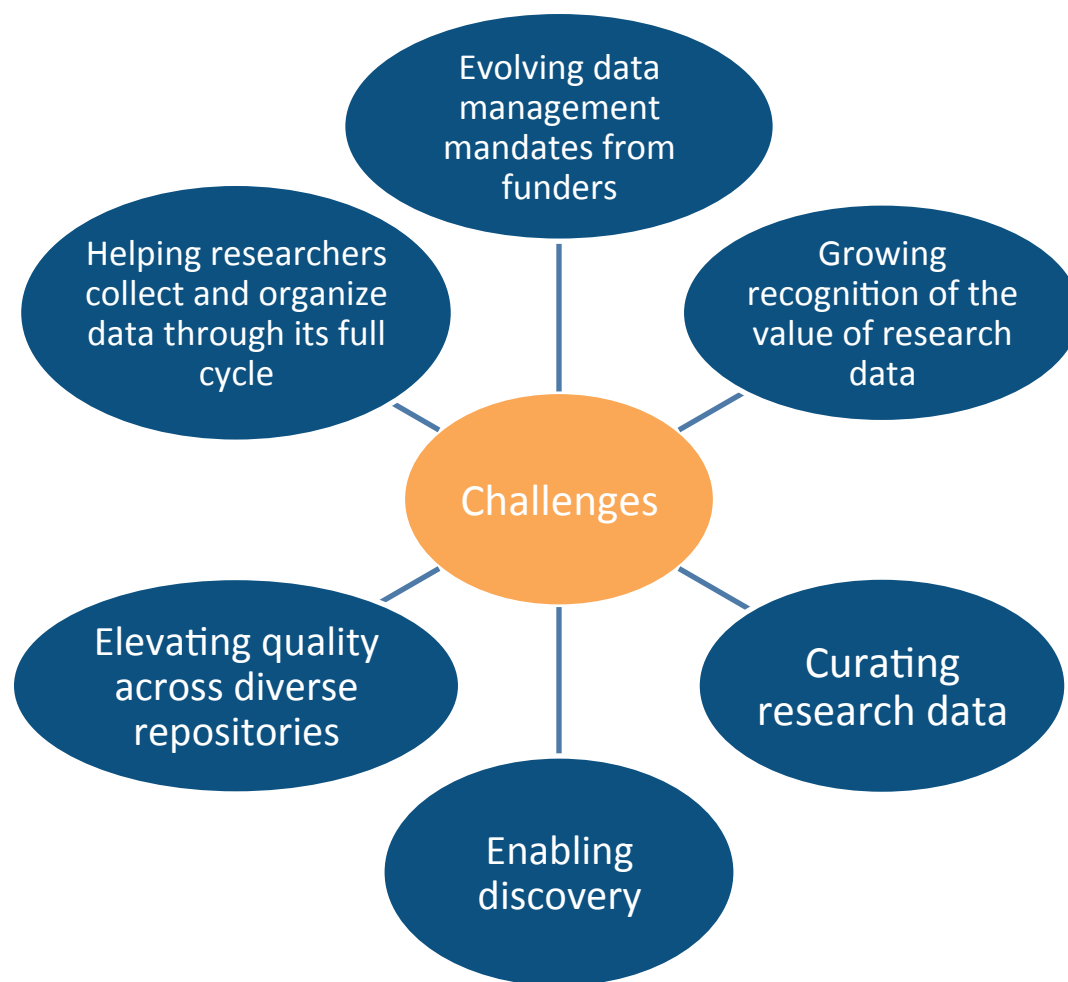 Evolving data
management
mandates from
funders
Growing
recognition of the
value of research
data
Curating
research data
Enabling
discovery
Elevating quality
across diverse
repositories
Helping researchers
collect and organize
data through its full
cycle
Challenges